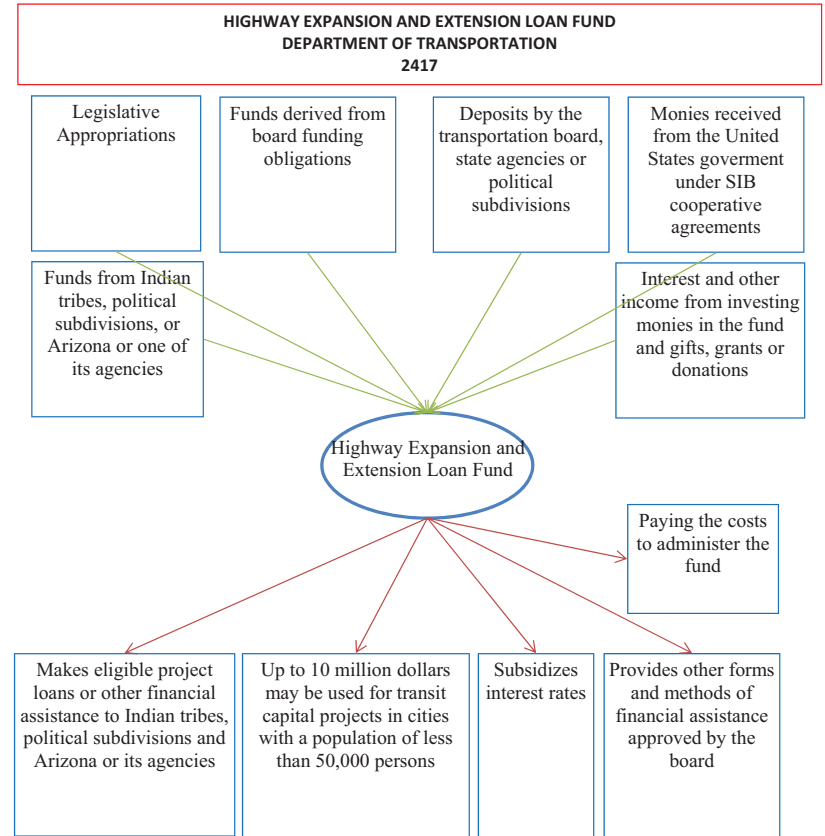 HIGHWAY EXPANSION AND EXTENSION LOAN FUND
DEPARTMENT OF TRANSPORTATION
2417
Legislative
Appropriations
Funds derived from
board funding
obligations
Deposits by the
transportation board,
state agencies or
political
subdivisions
Monies received
from the United
States goverment
under SIB
cooperative
agreements
Funds from Indian
tribes, political
subdivisions, or
Arizona or one of
its agencies
Interest and other
income from investing
monies in the fund
and gifts, grants or
donations
Highway Expansion and
Extension Loan Fund
Paying the costs
to administer the
fund
Makes eligible project
loans or other financial
assistance to Indian tribes,
political subdivisions and
Arizona or its agencies
Up to 10 million dollars
may be used for transit
capital projects in cities
with a population of less
than 50,000 persons
Subsidizes
interest rates
Provides other forms
and methods of
financial assistance
approved by the
board